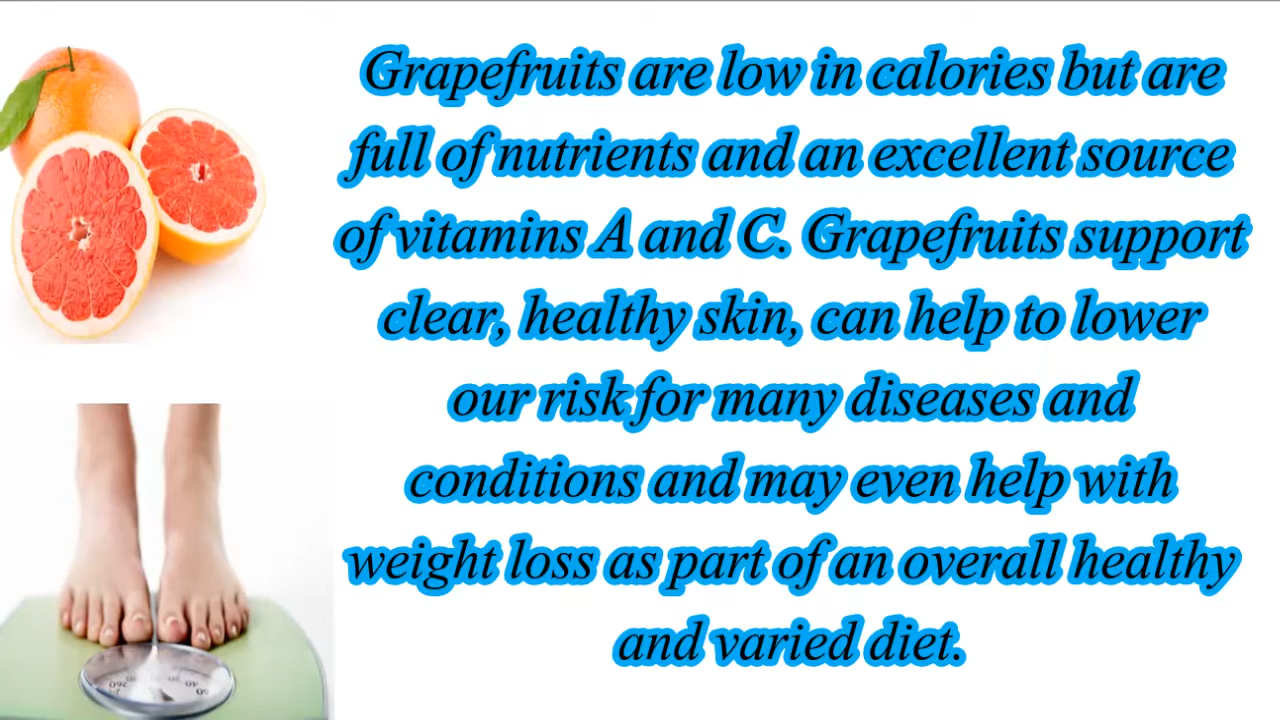 Grapefruits are low in calories but are
full of nutrients and an excellent source
of vitamins A and C. Grapefruits support
clear, healthy skin, can help to lower
our risk for many diseases and
conditions and may even help with
weight loss as part of an overall healthy
and varied diet.